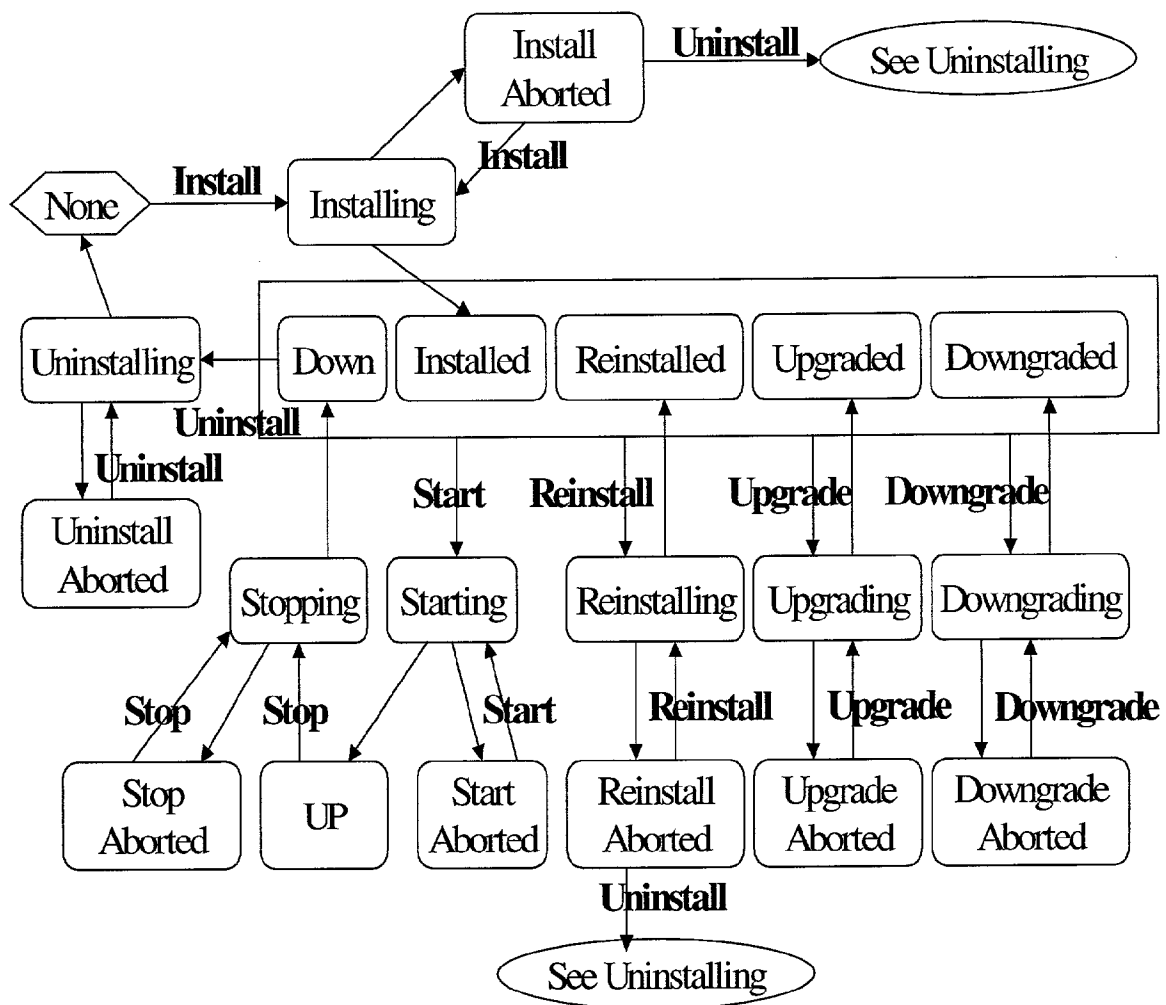 Install
Aborted
Uninstall
See Uninstalling
Install
Install
None
Installing
Uninstalling
Down
Installed
Reinstalled
Upgraded
Downgraded
Uninstall
Uninstall
Start
Reinstall
Upgrade
Downgrade
Uninstall
Aborted
Stopping
Starting
Reinstalling
Upgrading
Downgrading
Stop
Stop
Start
Reinstall
Upgrade
Downgrade
Stop
Aborted
UP
Start
Aborted
Reinstall
Aborted
Upgrade
Aborted
Downgrade
Aborted
Uninstall
See Uninstalling